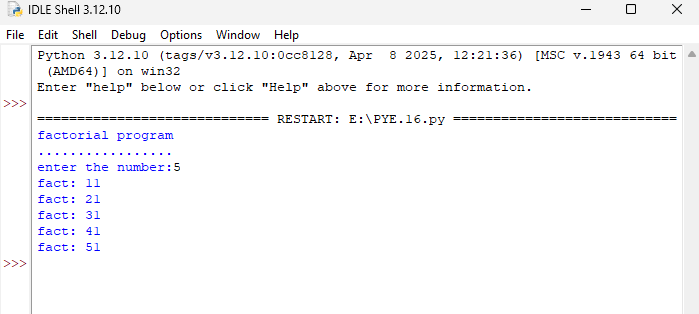 IDLE Shell 3.12.10
File Edit Shell Debug Options Window Help
Python 3.12.10 (tags/v3.12.10:0cc8128, Apr  8 2025, 12:21:36) [MSC v.1943 64 bit
 (AMD64)] on win32
Enter "help" below or click "Help" above for more information.
>>>
============================= RESTART: E:\PYE.16.py ============================
factorial program
.................
enter the number:5
fact: 11
fact: 21
fact: 31
fact: 41
fact: 51
>>>